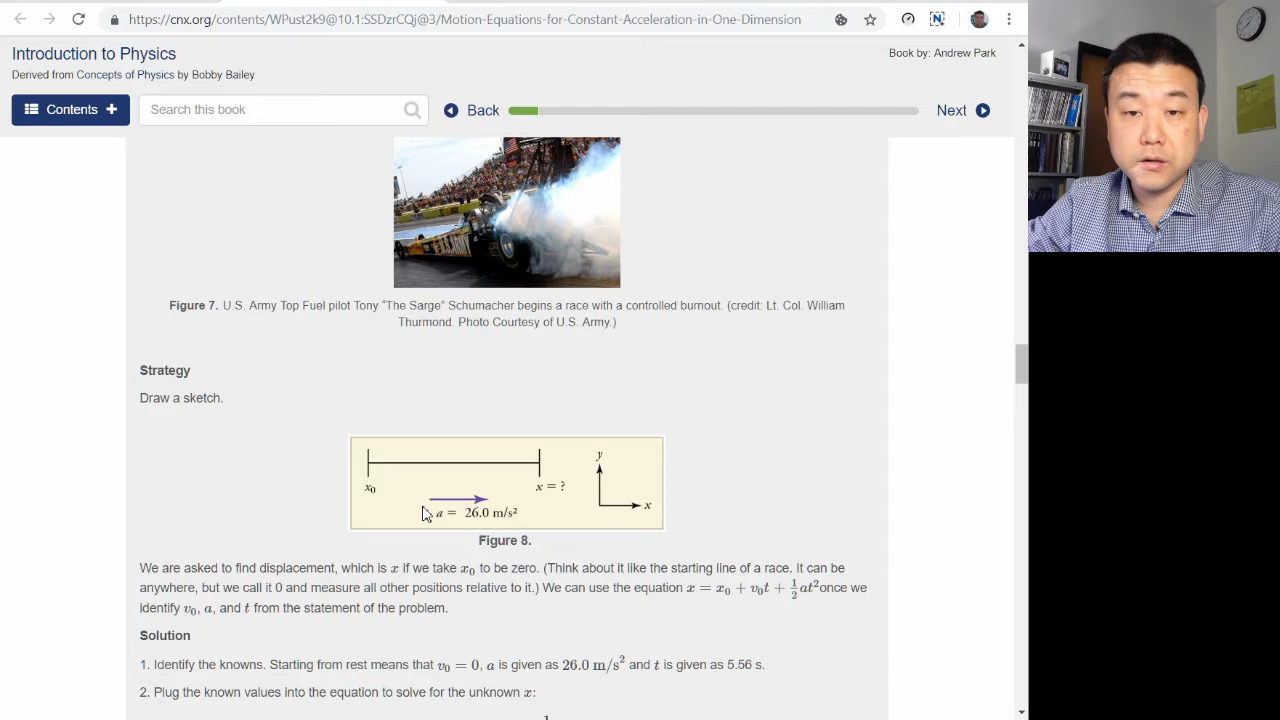 https://cnx.org/contents/WPust2k9@10.1:SSDzrCQj@3/Motion-Equations-for-Constant-Acceleration-in-One-Dimension
Introduction to Physics
Book by: Andrew Park
Derived from Concepts of Physics by Bobby Bailey
Contents +
Search this book
Back
Next
Figure 7. U.S. Army Top Fuel pilot Tony “The Sarge” Schumacher begins a race with a controlled burnout. (credit: Lt. Col. William
Thurmond. Photo Courtesy of U.S. Army.)
Strategy
Draw a sketch.
y
x₀
x = ?
x
a = 26.0 m/s²
Figure 8.
We are asked to find displacement, which is x if we take x₀ to be zero. (Think about it like the starting line of a race. It can be
anywhere, but we call it 0 and measure all other positions relative to it.) We can use the equation x = x₀ + v₀t + ½at²once we
identify v₀, a, and t from the statement of the problem.
Solution
1. Identify the knowns. Starting from rest means that v₀ = 0, a is given as 26.0 m/s² and t is given as 5.56 s.
2. Plug the known values into the equation to solve for the unknown x: